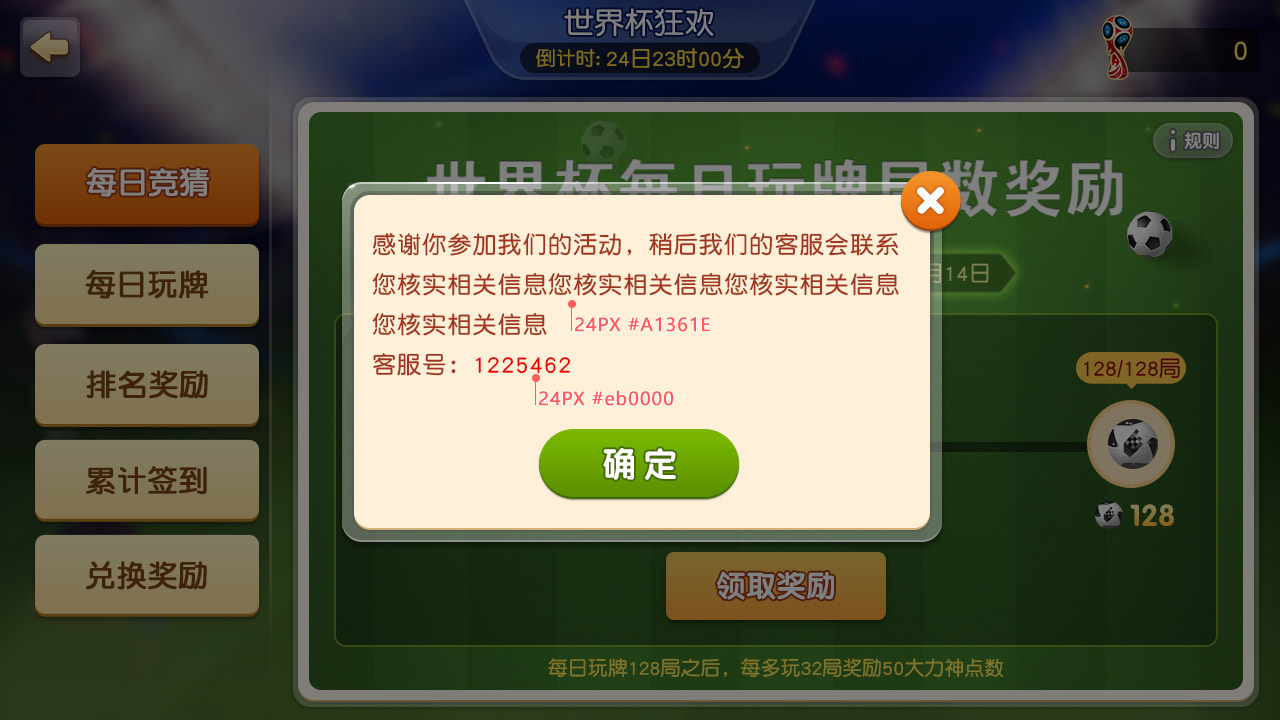 世界杯狂欢
倒计时: 24日23时00分
0
每日竞猜
每日玩牌
排名奖励
累计签到
兑换奖励
规则
世界杯每日玩牌局数奖励
月14日
感谢你参加我们的活动，稍后我们的客服会联系
您核实相关信息您核实相关信息您核实相关信息
您核实相关信息
24PX #A1361E
客服号：1225462
24PX #eb0000
确定
128/128局
128
领取奖励
每日玩牌128局之后，每多玩32局奖励50大力神点数